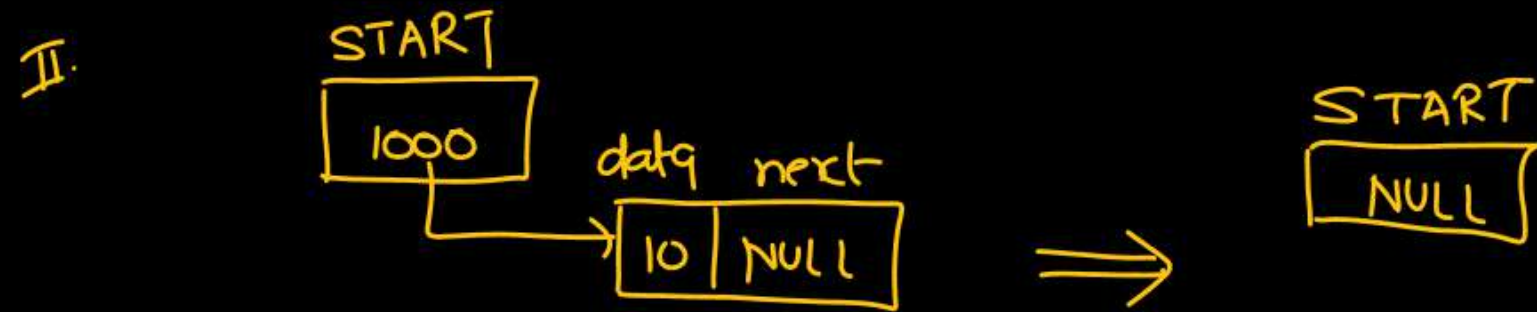 II.
START
1000
data next
10 NULL
START
NULL